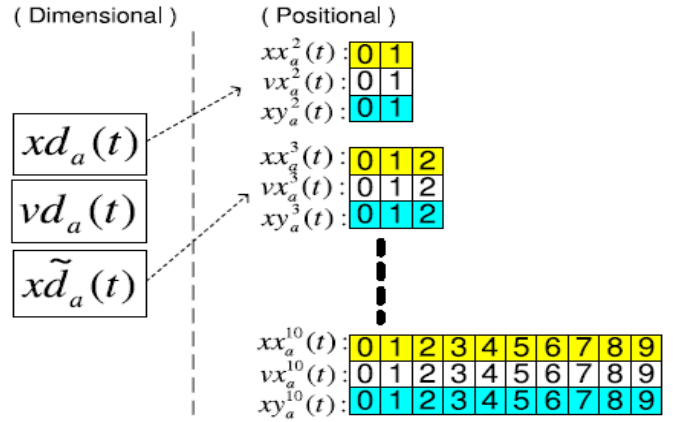 ( Dimensional )
( Positional )
xd_a(t)
vd_a(t)
xd̃_a(t)
xx_a^2(t) : 0 1
vx_a^2(t) : 0 1
xy_a^2(t) : 0 1
xx_a^3(t) : 0 1 2
vx_a^3(t) : 0 1 2
xy_a^3(t) : 0 1 2
xx_a^10(t) : 0 1 2 3 4 5 6 7 8 9
vx_a^10(t) : 0 1 2 3 4 5 6 7 8 9
xy_a^10(t) : 0 1 2 3 4 5 6 7 8 9